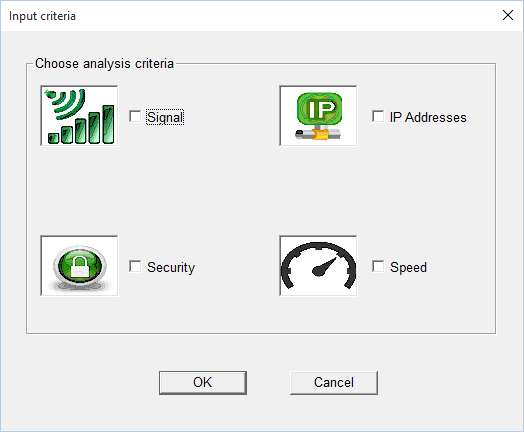 Input criteria
Choose analysis criteria
Signal
IP
IP Addresses
Security
Speed
OK
Cancel